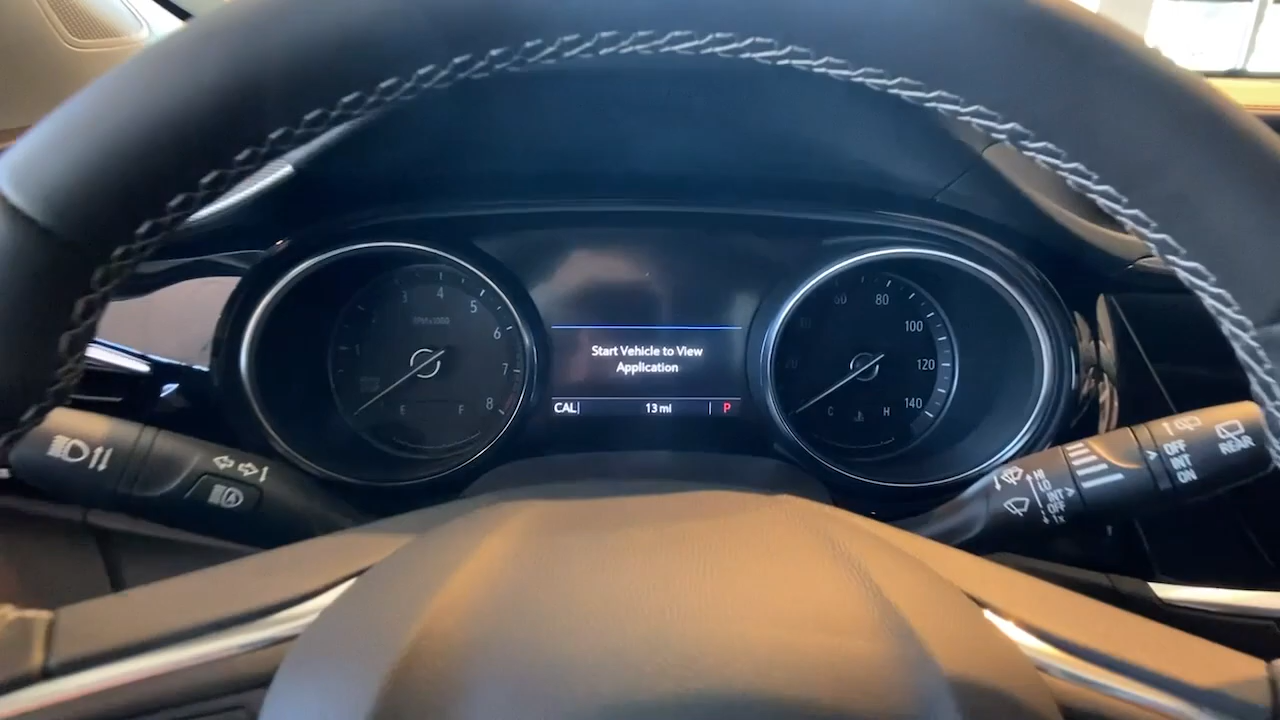 3
4
5
6
7
8
1
RPMx1000
E
F
Start Vehicle to View
Application
CAL
13 mi
P
60
80
100
120
140
20
C
H
HI
LO
INT
OFF
1X
OFF
INT
ON
REAR